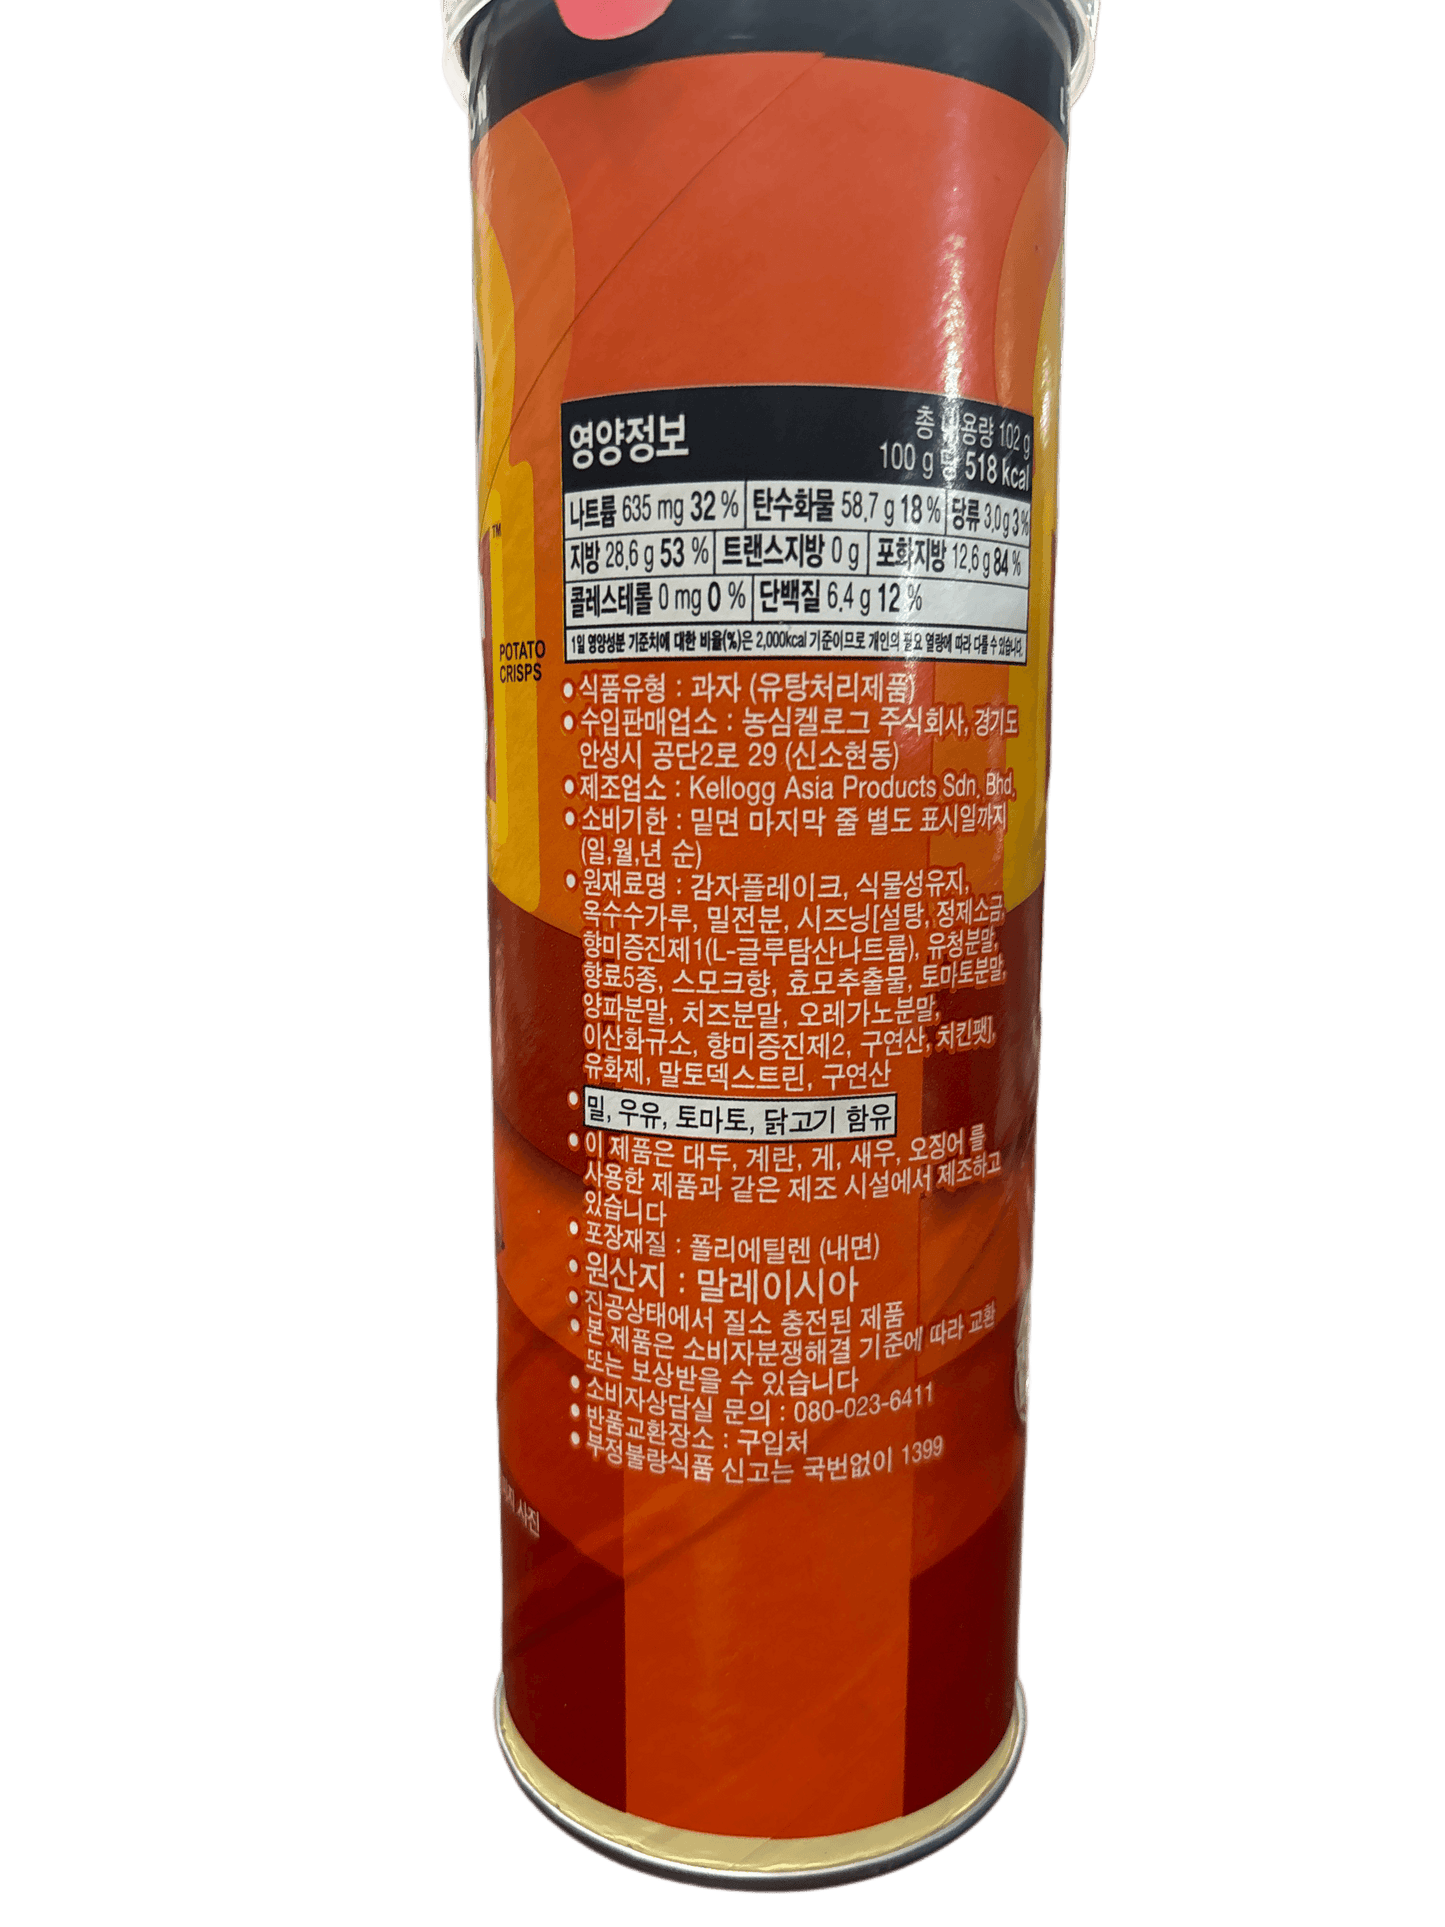 영양정보
총 내용량 102 g
100 g 당 518 kcal
나트륨 635 mg 32 % 탄수화물 58.7 g 18 % 당류 3.0 g 3 %
지방 28.6 g 53 % 트랜스지방 0 g 포화지방 12.6 g 84 %
콜레스테롤 0 mg 0 % 단백질 6.4 g 12 %
1일 영양성분 기준치에 대한 비율(%)은 2,000kcal 기준이므로 개인의 필요 열량에 따라 다를 수 있습니다.
TM
POTATO
CRISPS
•식품유형 : 과자 (유탕처리제품)
•수입판매업소 : 농심켈로그 주식회사, 경기도
안성시 공단2로 29 (신소현동)
•제조업소 : Kellogg Asia Products Sdn. Bhd.
•소비기한 : 밑면 마지막 줄 별도 표시일까지
(일,월,년 순)
•원재료명 : 감자플레이크, 식물성유지,
옥수수가루, 밀전분, 시즈닝[설탕, 정제소금,
향미증진제1(L-글루탐산나트륨), 유청분말,
향료5종, 스모크향, 효모추출물, 토마토분말,
양파분말, 치즈분말, 오레가노분말,
이산화규소, 향미증진제2, 구연산, 치킨팻],
유화제, 말토덱스트린, 구연산
•밀, 우유, 토마토, 닭고기 함유
•이 제품은 대두, 계란, 게, 새우, 오징어 를
사용한 제품과 같은 제조 시설에서 제조하고
있습니다
•포장재질 : 폴리에틸렌 (내면)
•원산지 : 말레이시아
•진공상태에서 질소 충전된 제품
•본 제품은 소비자분쟁해결 기준에 따라 교환
또는 보상받을 수 있습니다
•소비자상담실 문의 : 080-023-6411
•반품교환장소 : 구입처
•부정불량식품 신고는 국번없이 1399
사진